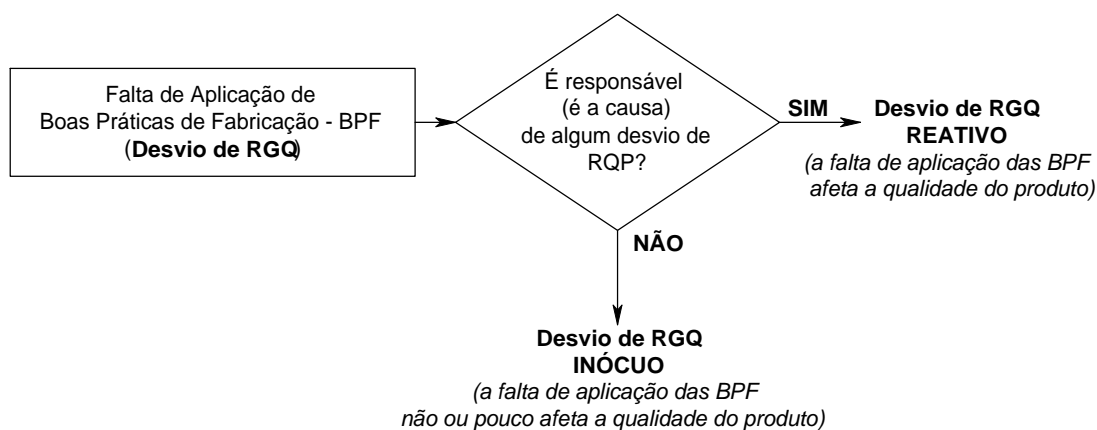 Falta de Aplicação de
Boas Práticas de Fabricação - BPF
(Desvio de RGQ)
É responsável
(é a causa)
de algum desvio de
RQP?
SIM
Desvio de RGQ
REATIVO
(a falta de aplicação das BPF
afeta a qualidade do produto)
NÃO
Desvio de RGQ
INÓCUO
(a falta de aplicação das BPF
não ou pouco afeta a qualidade do produto)